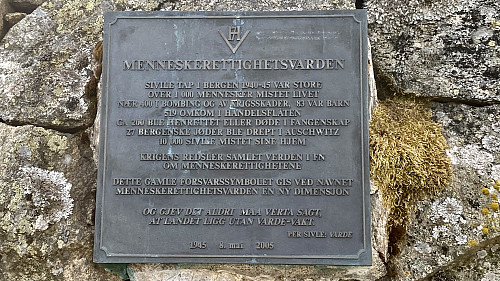 MENNESKERETTIGHETSVARDEN
SIVILE TAP I BERGEN 1940-45 VAR STORE
OVER 1 000 MENNESKER MISTET LIVET
NÆR 400 I BOMBING OG AV KRIGSSKADER, 83 VAR BARN
519 OMKOM I HANDELSFLÅTEN
CA. 200 BLE HENRETTET ELLER DØDE I FANGENSKAP
27 BERGENSKE JØDER BLE DREPT I AUSCHWITZ
10 000 SIVILE MISTET SINE HJEM
KRIGENS REDSLER SAMLET VERDEN I FN
OM MENNESKERETTIGHETENE
DETTE GAMLE FORSVARSSYMBOLET GIS VED NAVNET
MENNESKERETTIGHETSVARDEN EN NY DIMENSJON
OG GJEV DET ALDRI MAA VERTA SAGT,
AT LANDET LIGG UTAN VARDE-VAKT.
PER SIVLE: VARDE
1945 8. mai 2005